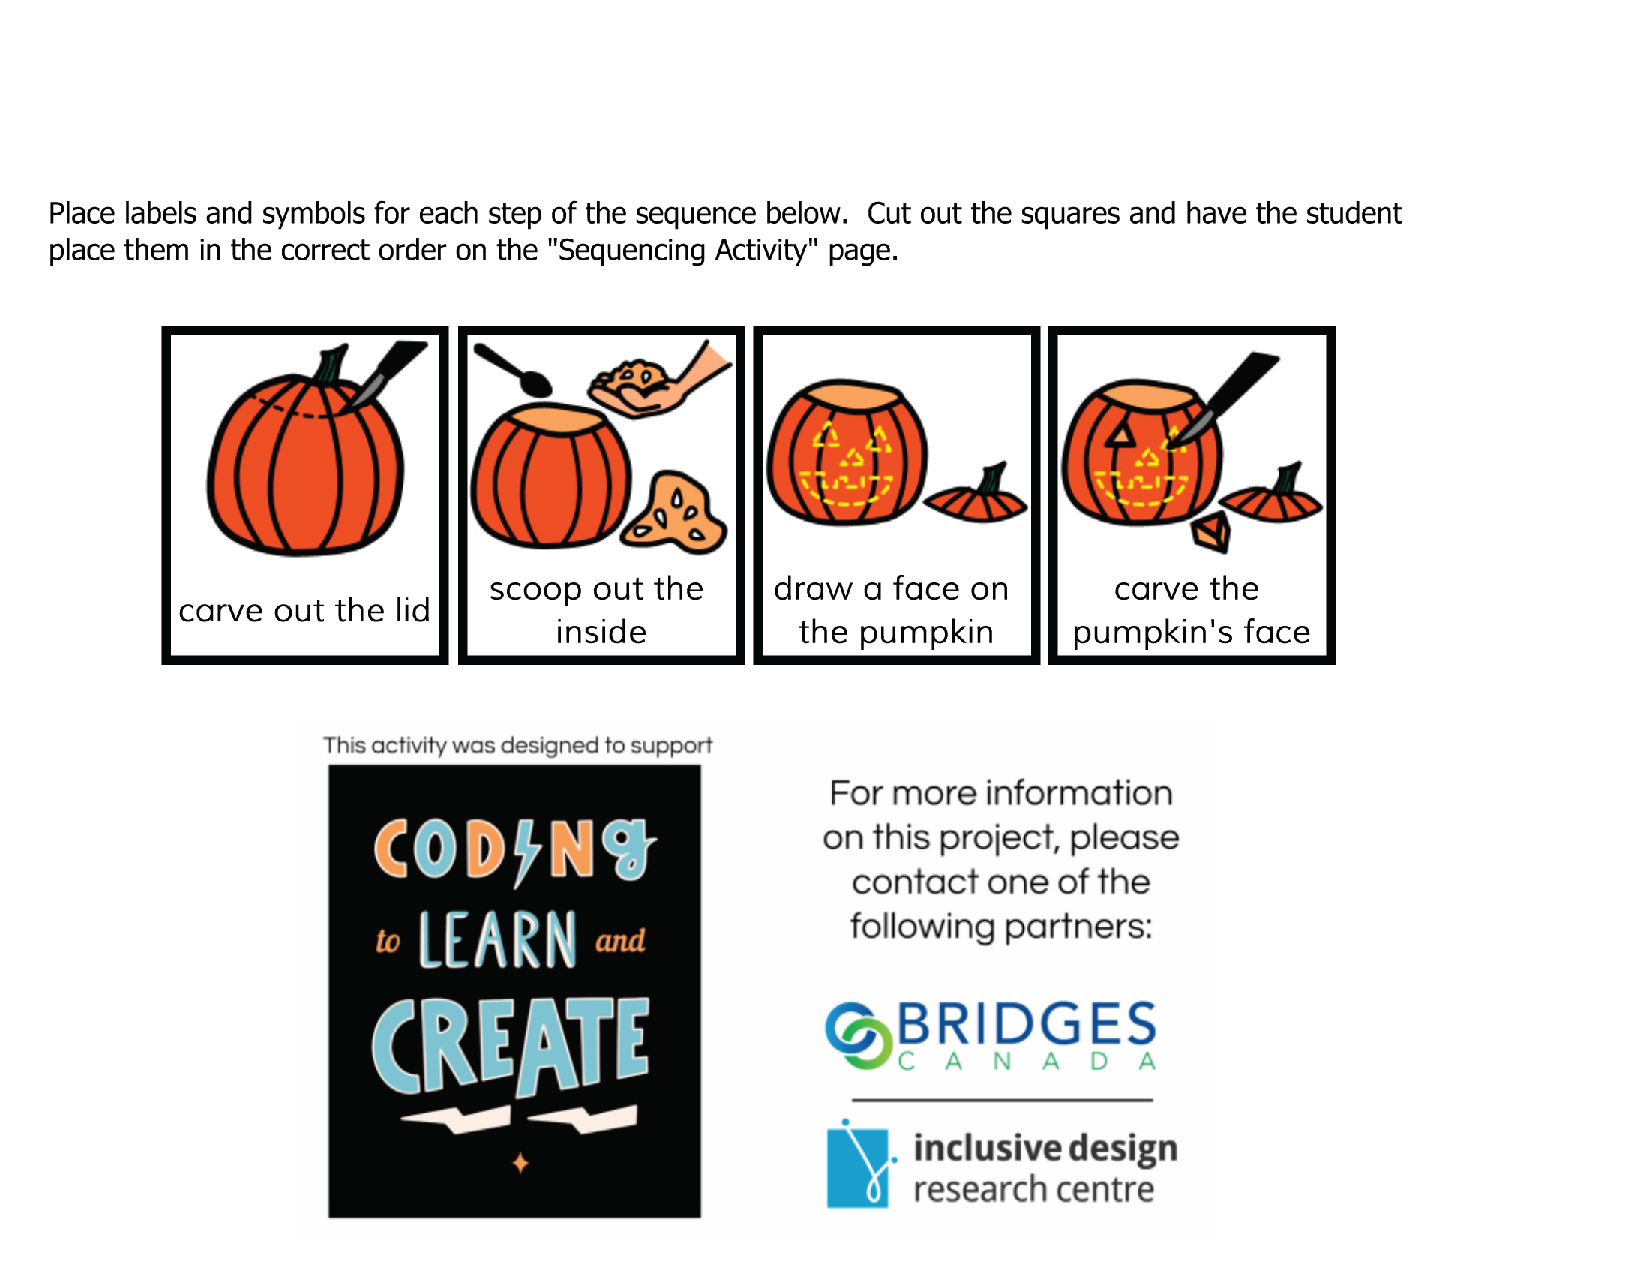 Place labels and symbols for each step of the sequence below.  Cut out the squares and have the student
place them in the correct order on the "Sequencing Activity" page.
carve out the lid
scoop out the
inside
draw a face on
the pumpkin
carve the
pumpkin's face
This activity was designed to support
CODING
to LEARN and
CREATE
For more information
on this project, please
contact one of the
following partners:
BRIDGES
CANADA
inclusive design
research centre